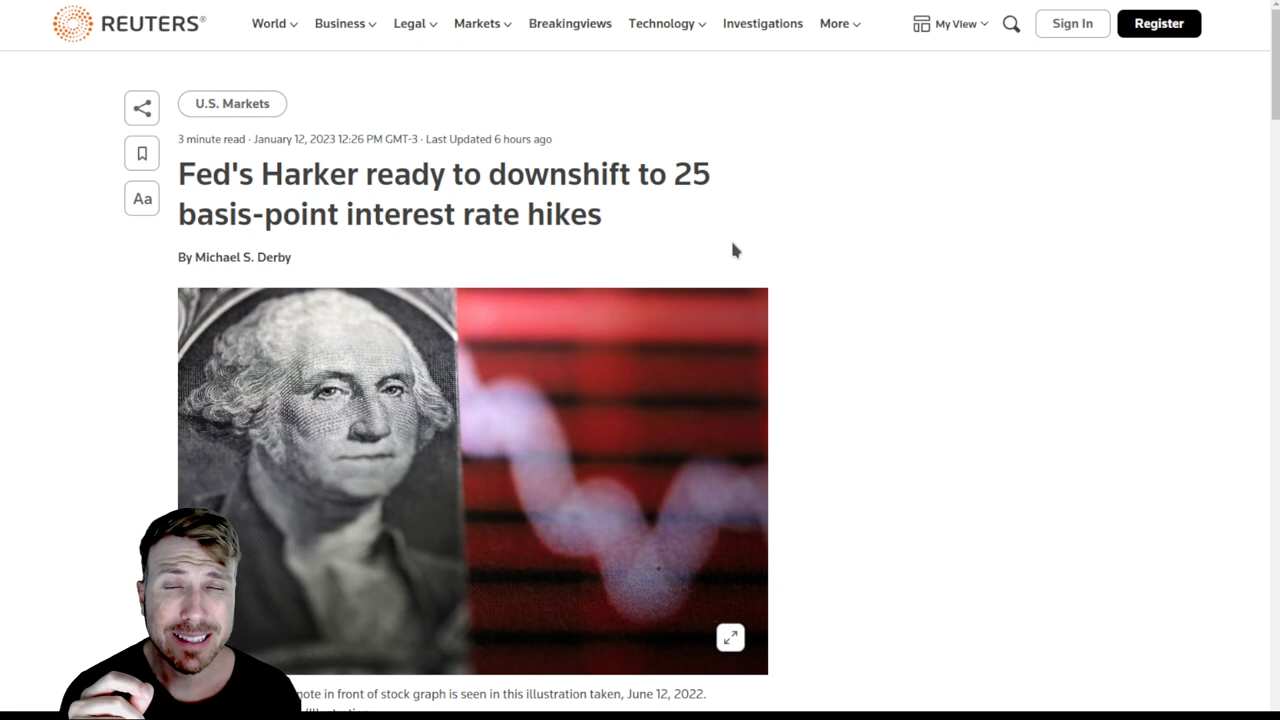 REUTERS®
World Business Legal Markets Breakingviews Technology Investigations More My View Sign In Register
U.S. Markets
3 minute read · January 12, 2023 12:26 PM GMT-3 · Last Updated 6 hours ago
Aa
Fed's Harker ready to downshift to 25
basis-point interest rate hikes
By Michael S. Derby
note in front of stock graph is seen in this illustration taken, June 12, 2022.